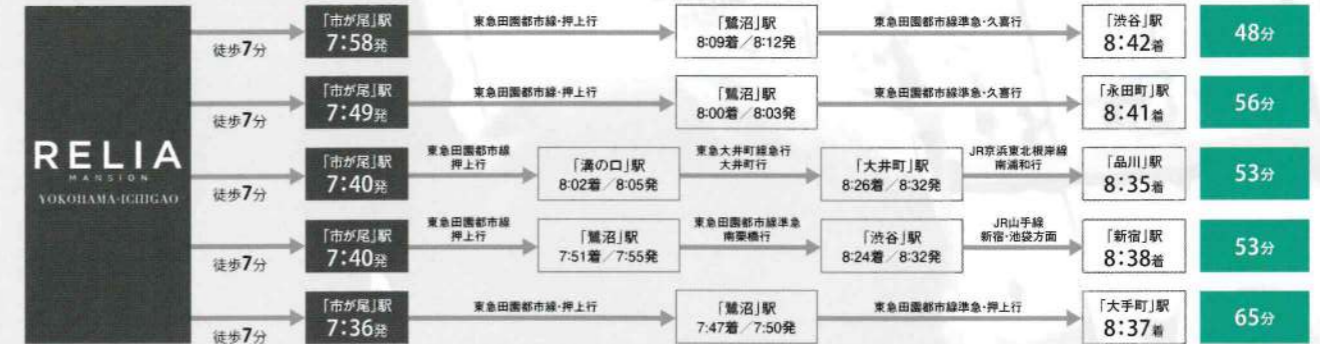 RELIA
MANSION
YOKOHAMA-ICHIGAO
徒歩7分
「市が尾」駅
7:58発
東急田園都市線・押上行
「鷺沼」駅
8:09着/8:12発
東急田園都市線準急・久喜行
「渋谷」駅
8:42着
48分
徒歩7分
「市が尾」駅
7:49発
東急田園都市線・押上行
「鷺沼」駅
8:00着/8:03発
東急田園都市線準急・久喜行
「永田町」駅
8:41着
56分
徒歩7分
「市が尾」駅
7:40発
東急田園都市線
押上行
「溝の口」駅
8:02着/8:05発
東急大井町線急行
大井町行
「大井町」駅
8:26着/8:32発
JR京浜東北根岸線
南浦和行
「品川」駅
8:35着
53分
徒歩7分
「市が尾」駅
7:40発
東急田園都市線
押上行
「鷺沼」駅
7:51着/7:55発
東急田園都市線準急
南栗橋行
「渋谷」駅
8:24着/8:32発
JR山手線
新宿・池袋方面
「新宿」駅
8:38着
53分
徒歩7分
「市が尾」駅
7:36発
東急田園都市線・押上行
「鷺沼」駅
7:47着/7:50発
東急田園都市線準急・押上行
「大手町」駅
8:37着
65分